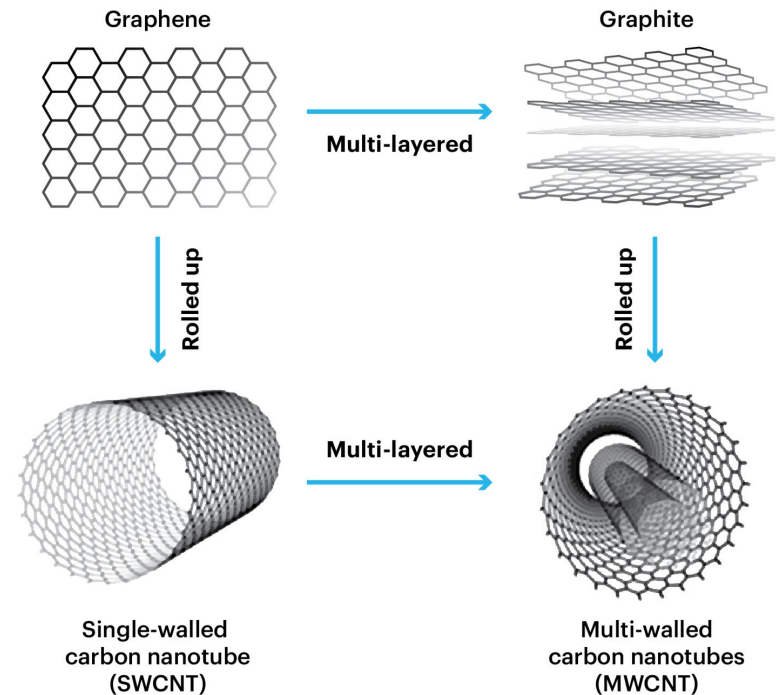 Graphene
Graphite
Multi-layered
Rolled up
Rolled up
Multi-layered
Single-walled
carbon nanotube
(SWCNT)
Multi-walled
carbon nanotubes
(MWCNT)